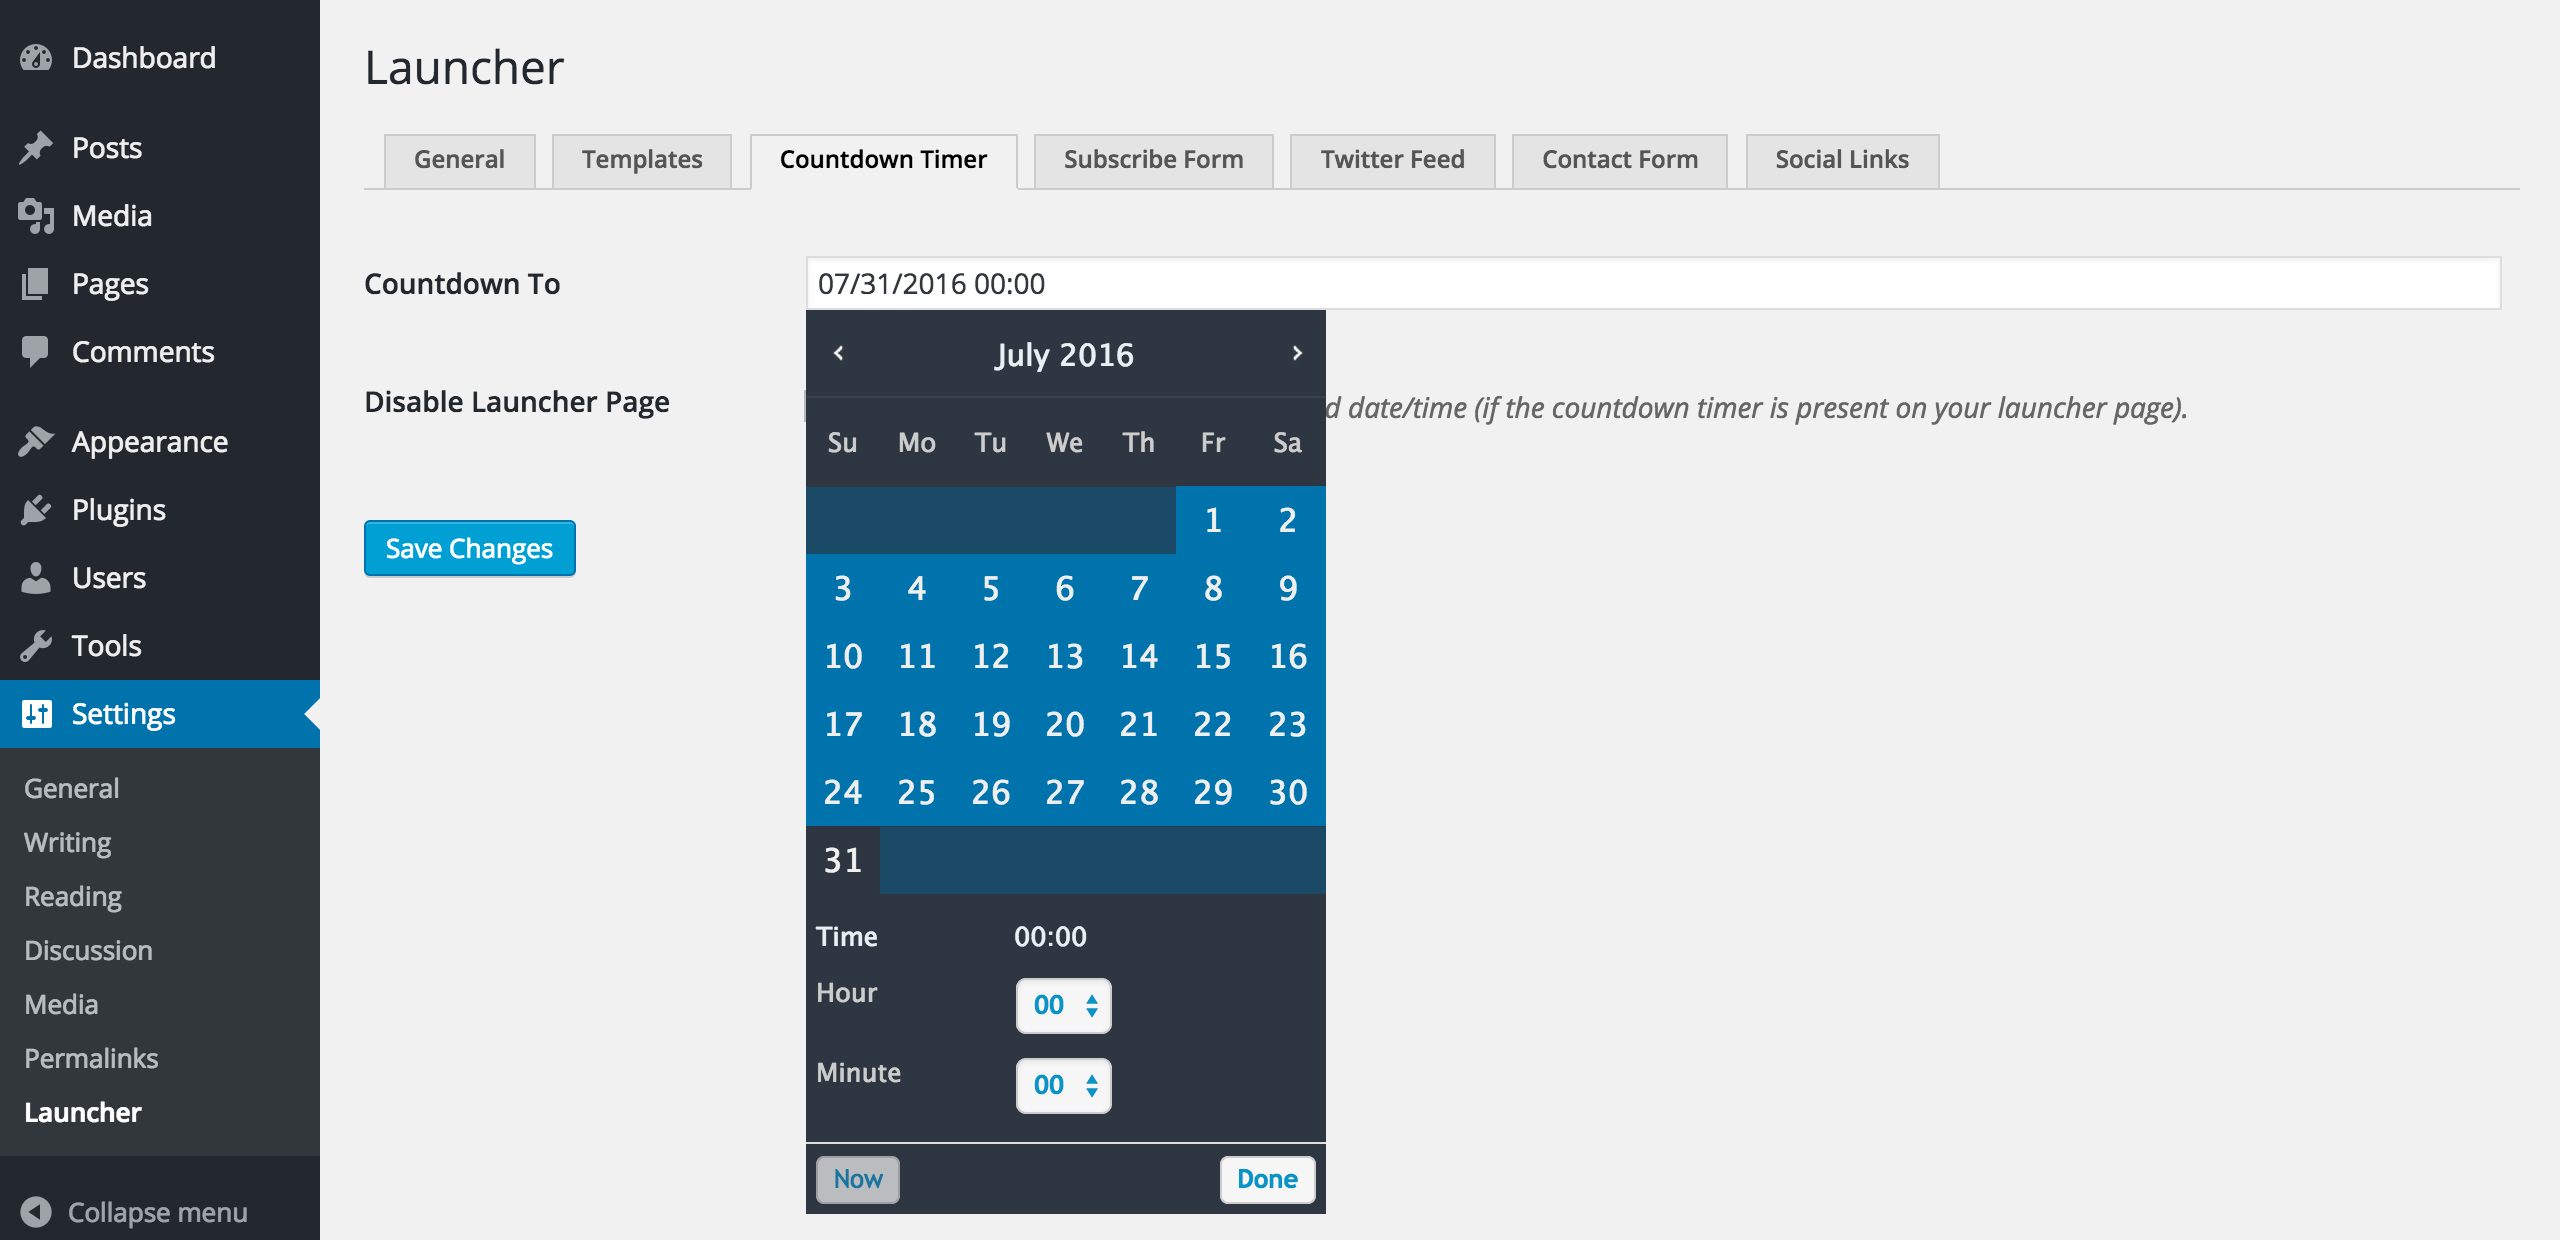 Dashboard
Posts
Media
Pages
Comments
Appearance
Plugins
Users
Tools
Settings
General
Writing
Reading
Discussion
Media
Permalinks
Launcher
Collapse menu
Launcher
General Templates Countdown Timer Subscribe Form Twitter Feed Contact Form Social Links
Countdown To 07/31/2016 00:00
July 2016
Disable Launcher Page date/time (if the countdown timer is present on your launcher page).
Su Mo Tu We Th Fr Sa
1 2
3 4 5 6 7 8 9
10 11 12 13 14 15 16
17 18 19 20 21 22 23
24 25 26 27 28 29 30
31
Save Changes
Time 00:00
Hour 00
Minute 00
Now Done